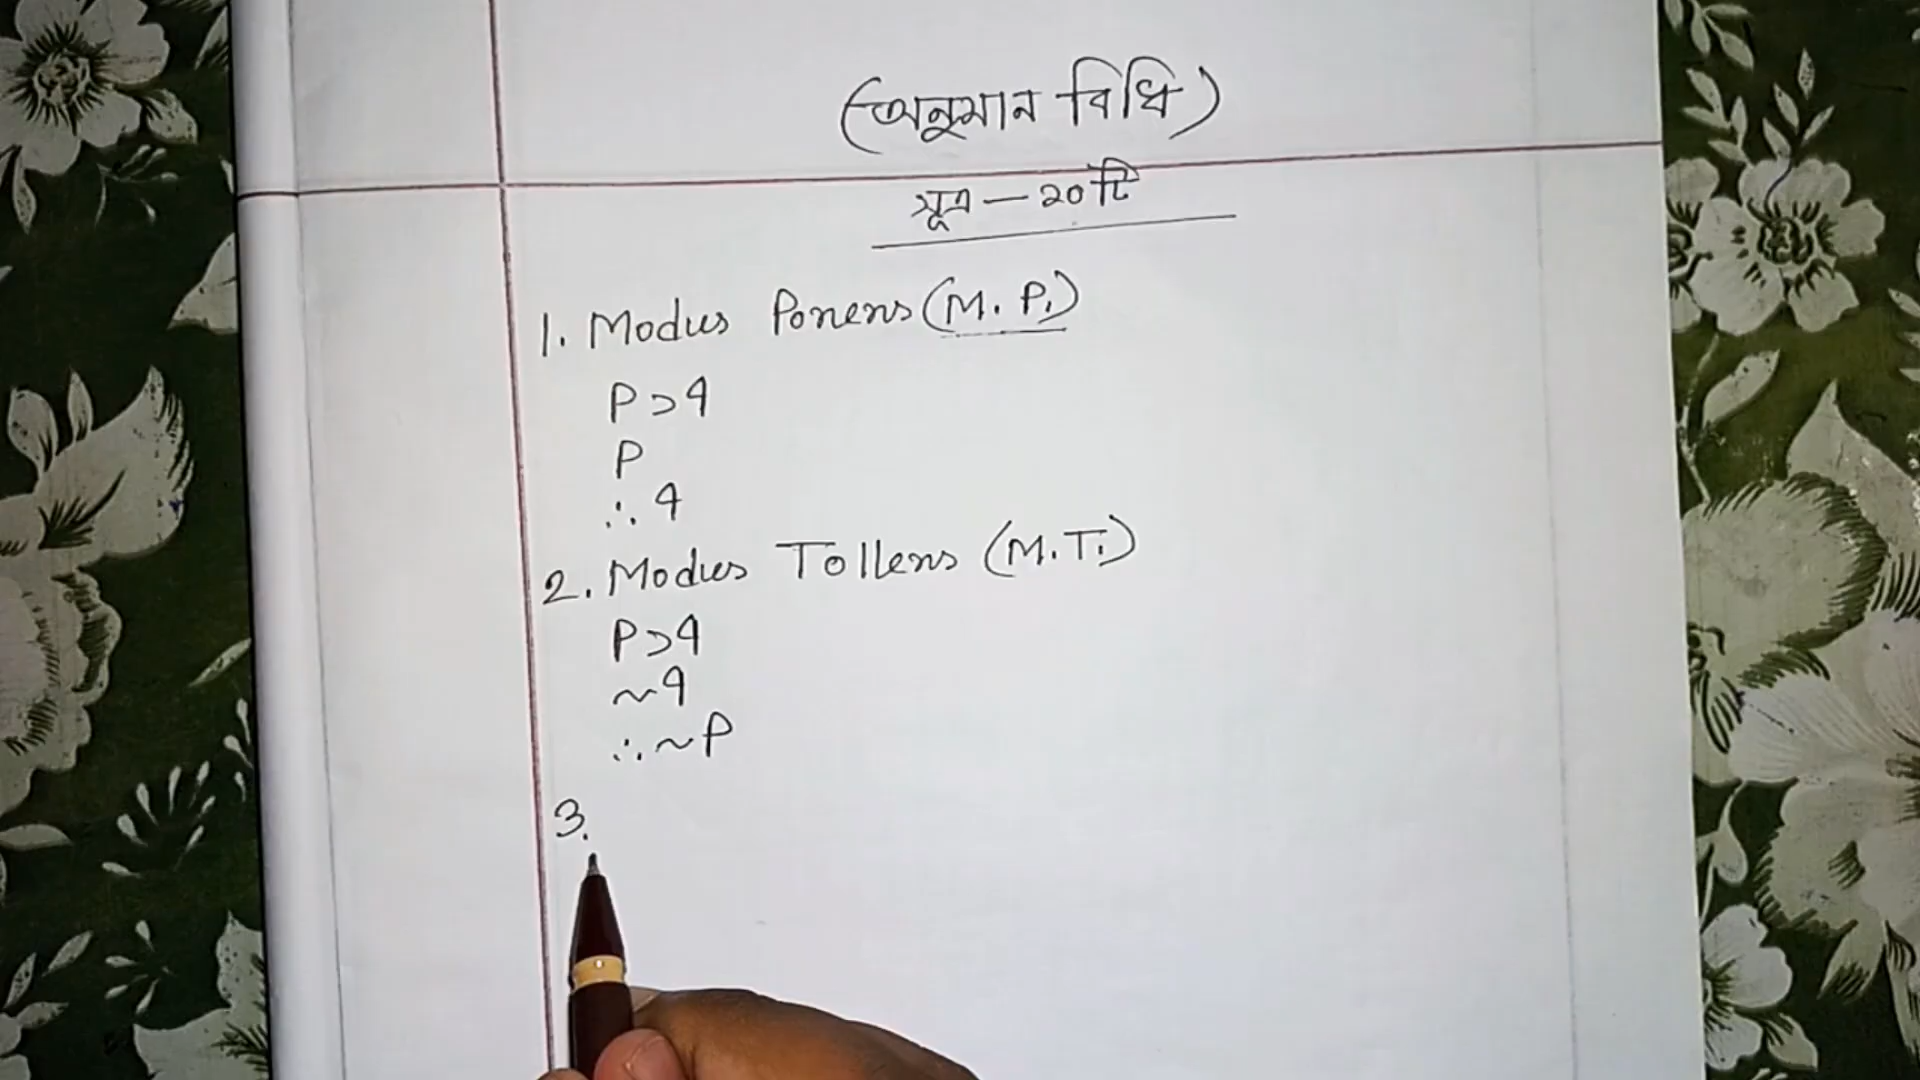 (অনুমান বিধি)
সূত্র — ২০টি
1. Modus Ponens (M. P.)
P ⊃ q
P
∴ q
2. Modus Tollens (M.T.)
P ⊃ q
~q
∴ ~P
3.